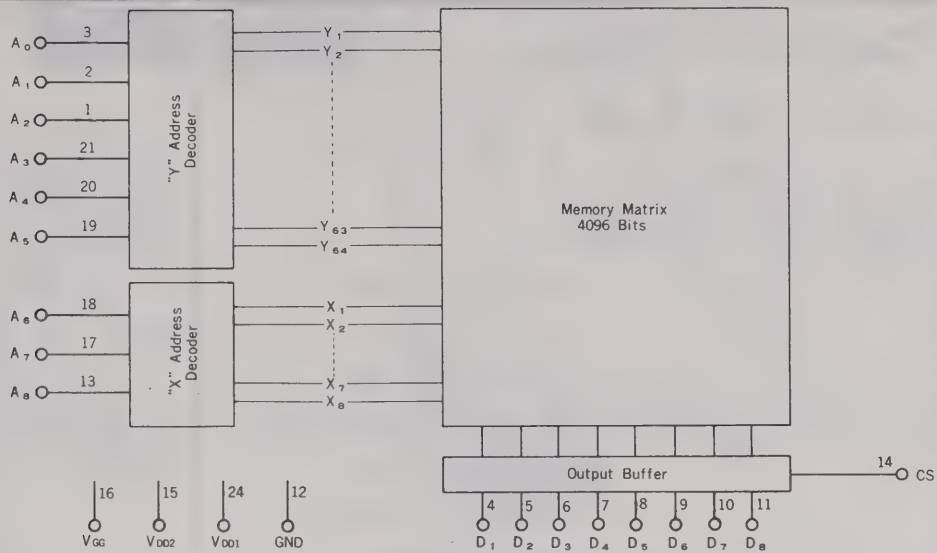 A₀ 3
A₁ 2
A₂ 1
A₃ 21
A₄ 20
A₅ 19
"Y" Address
Decoder
Y₁
Y₂
Y₆₃
Y₆₄
A₆ 18
A₇ 17
A₈ 13
"X" Address
Decoder
X₁
X₂
X₇
X₈
Memory Matrix
4096 Bits
Output Buffer
14 CS
16 15 24 12
V_GG V_DD2 V_DD1 GND
4 5 6 7 8 9 10 11
D₁ D₂ D₃ D₄ D₅ D₆ D₇ D₈